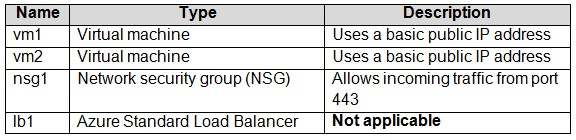 Name Type Description
vm1 Virtual machine Uses a basic public IP address
vm2 Virtual machine Uses a basic public IP address
nsg1 Network security group (NSG) Allows incoming traffic from port
443
lb1 Azure Standard Load Balancer Not applicable